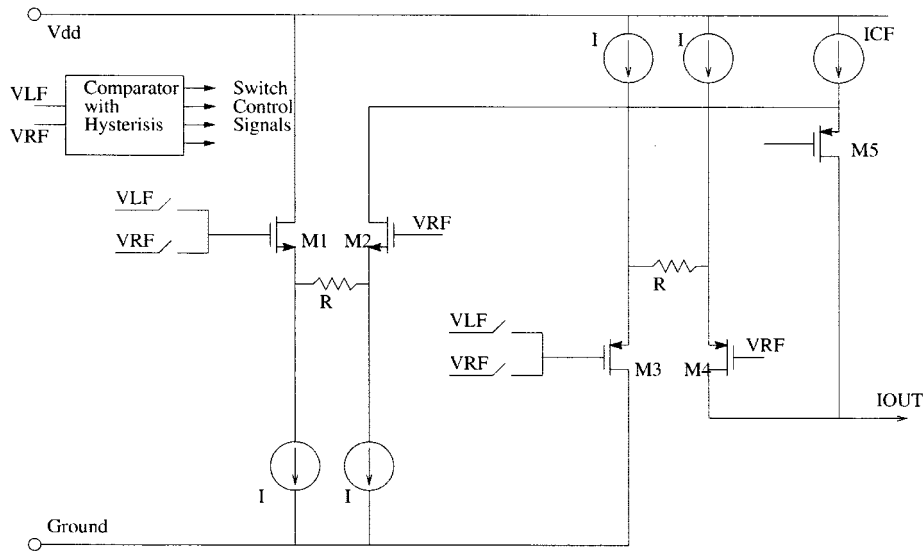 Vdd
I
I
ICF
VLF
VRF
Comparator
with
Hysterisis
Switch
Control
Signals
M5
VLF
VRF
M1
M2
VRF
R
R
VLF
VRF
M3
M4
VRF
IOUT
I
I
Ground